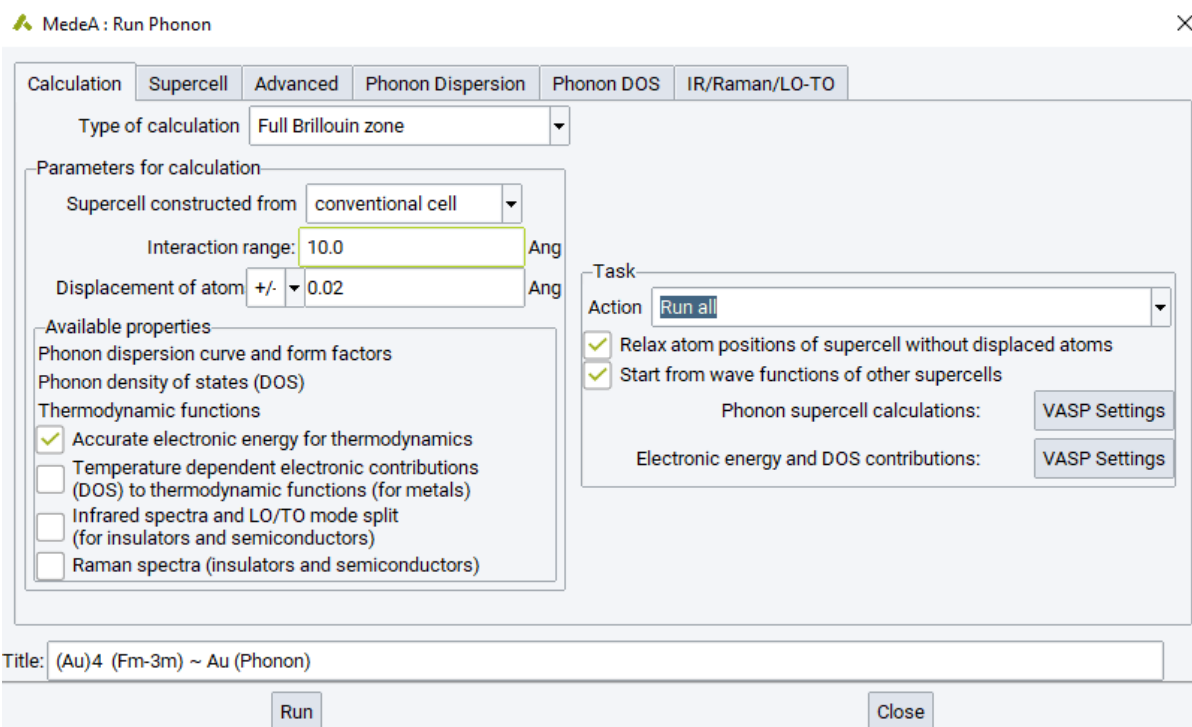 MedeA : Run Phonon
Calculation Supercell Advanced Phonon Dispersion Phonon DOS IR/Raman/LO-TO
Type of calculation Full Brillouin zone
Parameters for calculation
Supercell constructed from conventional cell
Interaction range: 10.0 Ang
Displacement of atom +/- 0.02 Ang
Available properties
Phonon dispersion curve and form factors
Phonon density of states (DOS)
Thermodynamic functions
Accurate electronic energy for thermodynamics
Temperature dependent electronic contributions
(DOS) to thermodynamic functions (for metals)
Infrared spectra and LO/TO mode split
(for insulators and semiconductors)
Raman spectra (insulators and semiconductors)
Task
Action Run all
Relax atom positions of supercell without displaced atoms
Start from wave functions of other supercells
Phonon supercell calculations: VASP Settings
Electronic energy and DOS contributions: VASP Settings
Title: (Au)4 (Fm-3m) ~ Au (Phonon)
Run Close